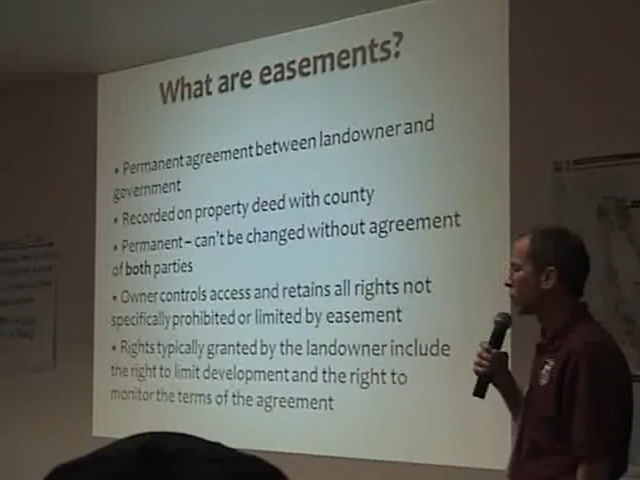 What are easements?
• Permanent agreement between landowner and
government
• Recorded on property deed with county
• Permanent – can't be changed without agreement
of both parties
• Owner controls access and retains all rights not
specifically prohibited or limited by easement
• Rights typically granted by the landowner include
the right to limit development and the right to
monitor the terms of the agreement